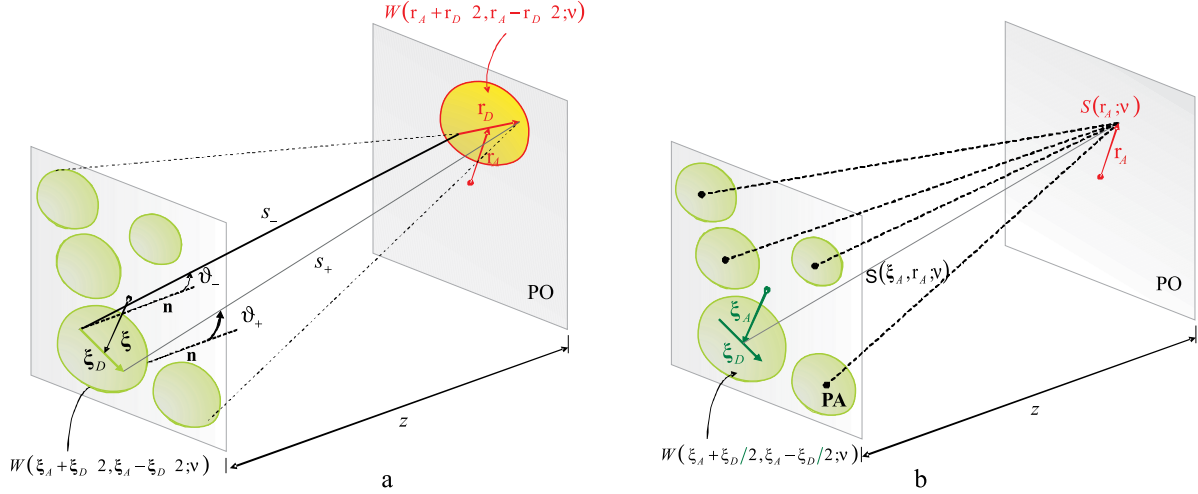 W(r_A + r_D 2, r_A − r_D 2;ν)
r_D
r_A
s_−
s_+
ϑ_−
n
ϑ_+
n
ξ
ξ_D
PO
z
W(ξ_A + ξ_D 2, ξ_A − ξ_D 2;ν)
a
S(r_A;ν)
r_A
S(ξ_A, r_A;ν)
ξ_A
ξ_D
PA
PO
z
W(ξ_A + ξ_D/2, ξ_A − ξ_D/2;ν)
b